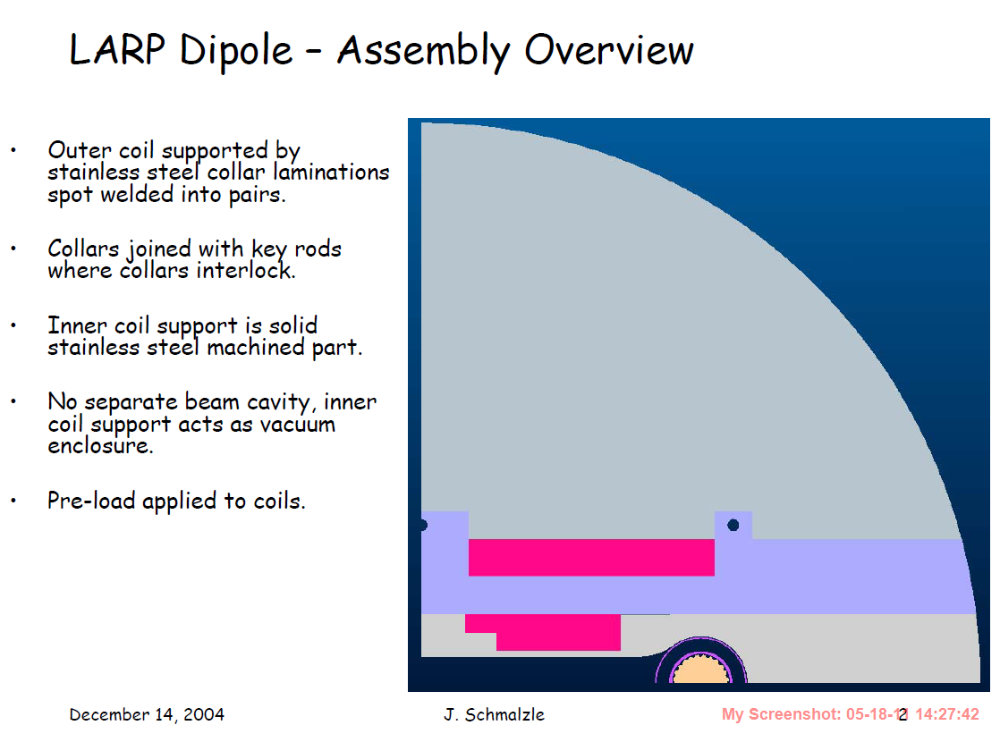 LARP Dipole – Assembly Overview
• Outer coil supported by
stainless steel collar laminations
spot welded into pairs.
• Collars joined with key rods
where collars interlock.
• Inner coil support is solid
stainless steel machined part.
• No separate beam cavity, inner
coil support acts as vacuum
enclosure.
• Pre-load applied to coils.
December 14, 2004
J. Schmalzle
2
My Screenshot: 05-18-11 14:27:42